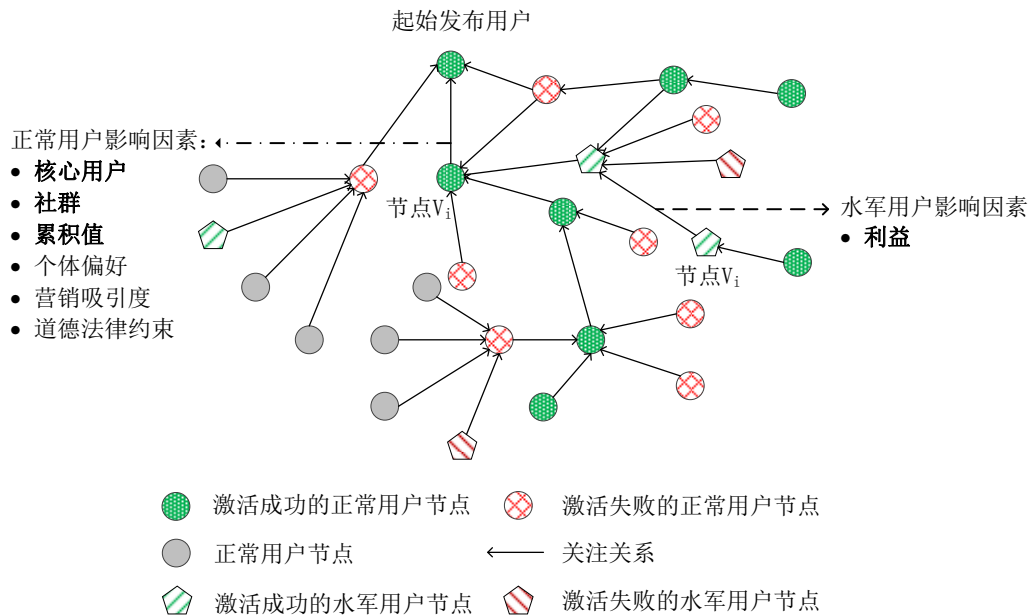 起始发布用户
正常用户影响因素:
• 核心用户
• 社群
• 累积值
• 个体偏好
• 营销吸引度
• 道德法律约束
节点Vi
水军用户影响因素
• 利益
节点Vi
激活成功的正常用户节点
激活失败的正常用户节点
正常用户节点
关注关系
激活成功的水军用户节点
激活失败的水军用户节点